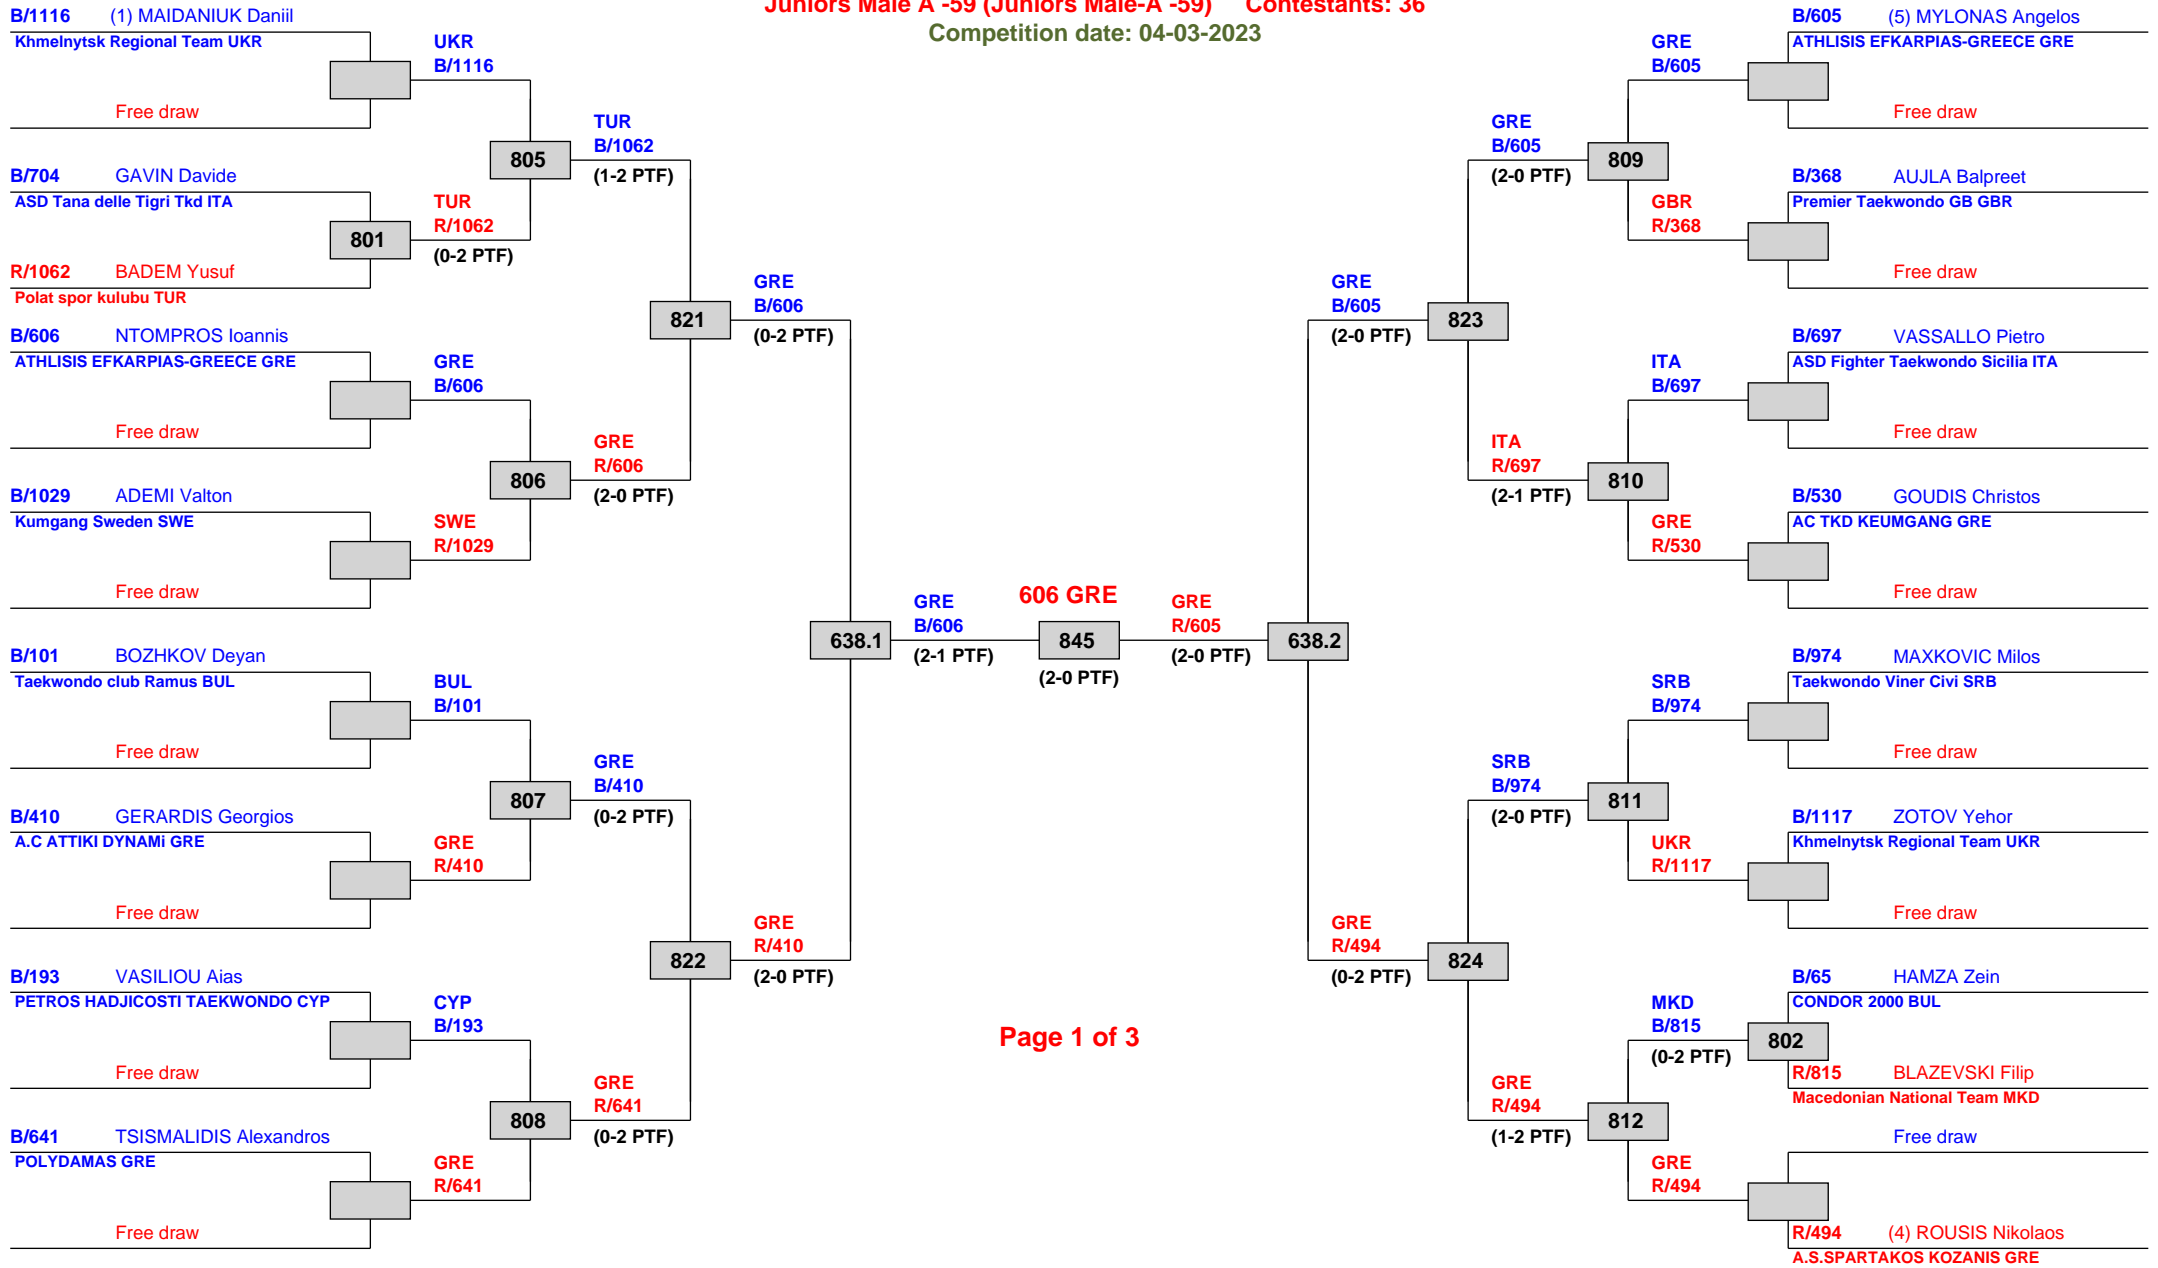 Juniors Male A -59 (Juniors Male-A -59) Contestants: 36
Competition date: 04-03-2023
B/1116 (1) MAIDANIUK Daniil
Khmelnytsk Regional Team UKR
Free draw
UKR
B/1116
B/704 GAVIN Davide
ASD Tana delle Tigri Tkd ITA
801
R/1062 BADEM Yusuf
Polat spor kulubu TUR
TUR
R/1062
(0-2 PTF)
805
TUR
B/1062
(1-2 PTF)
B/606 NTOMPROS Ioannis
ATHLISIS EFKARPIAS-GREECE GRE
Free draw
GRE
B/606
B/1029 ADEMI Valton
Kumgang Sweden SWE
Free draw
SWE
R/1029
806
GRE
R/606
(2-0 PTF)
821
GRE
B/606
(0-2 PTF)
B/101 BOZHKOV Deyan
Taekwondo club Ramus BUL
Free draw
BUL
B/101
B/410 GERARDIS Georgios
A.C ATTIKI DYNAMi GRE
Free draw
GRE
R/410
807
GRE
B/410
(0-2 PTF)
B/193 VASILIOU Aias
PETROS HADJICOSTI TAEKWONDO CYP
Free draw
CYP
B/193
B/641 TSISMALIDIS Alexandros
POLYDAMAS GRE
Free draw
GRE
R/641
808
GRE
R/641
(0-2 PTF)
822
GRE
R/410
(2-0 PTF)
638.1
GRE
B/606
(2-1 PTF)
606 GRE
845
(2-0 PTF)
GRE
R/605
(2-0 PTF)
638.2
Page 1 of 3
GRE
B/605
(2-0 PTF)
823
GRE
B/605
(2-0 PTF)
809
GRE
B/605
B/605 (5) MYLONAS Angelos
ATHLISIS EFKARPIAS-GREECE GRE
Free draw
GBR
R/368
B/368 AUJLA Balpreet
Premier Taekwondo GB GBR
Free draw
ITA
R/697
(2-1 PTF)
810
ITA
B/697
B/697 VASSALLO Pietro
ASD Fighter Taekwondo Sicilia ITA
Free draw
GRE
R/530
B/530 GOUDIS Christos
AC TKD KEUMGANG GRE
Free draw
GRE
R/494
(0-2 PTF)
824
SRB
B/974
(2-0 PTF)
811
SRB
B/974
B/974 MAXKOVIC Milos
Taekwondo Viner Civi SRB
Free draw
UKR
R/1117
B/1117 ZOTOV Yehor
Khmelnytsk Regional Team UKR
Free draw
GRE
R/494
(1-2 PTF)
812
MKD
B/815
(0-2 PTF)
B/65 HAMZA Zein
CONDOR 2000 BUL
802
R/815 BLAZEVSKI Filip
Macedonian National Team MKD
Free draw
GRE
R/494
R/494 (4) ROUSIS Nikolaos
A.S.SPARTAKOS KOZANIS GRE